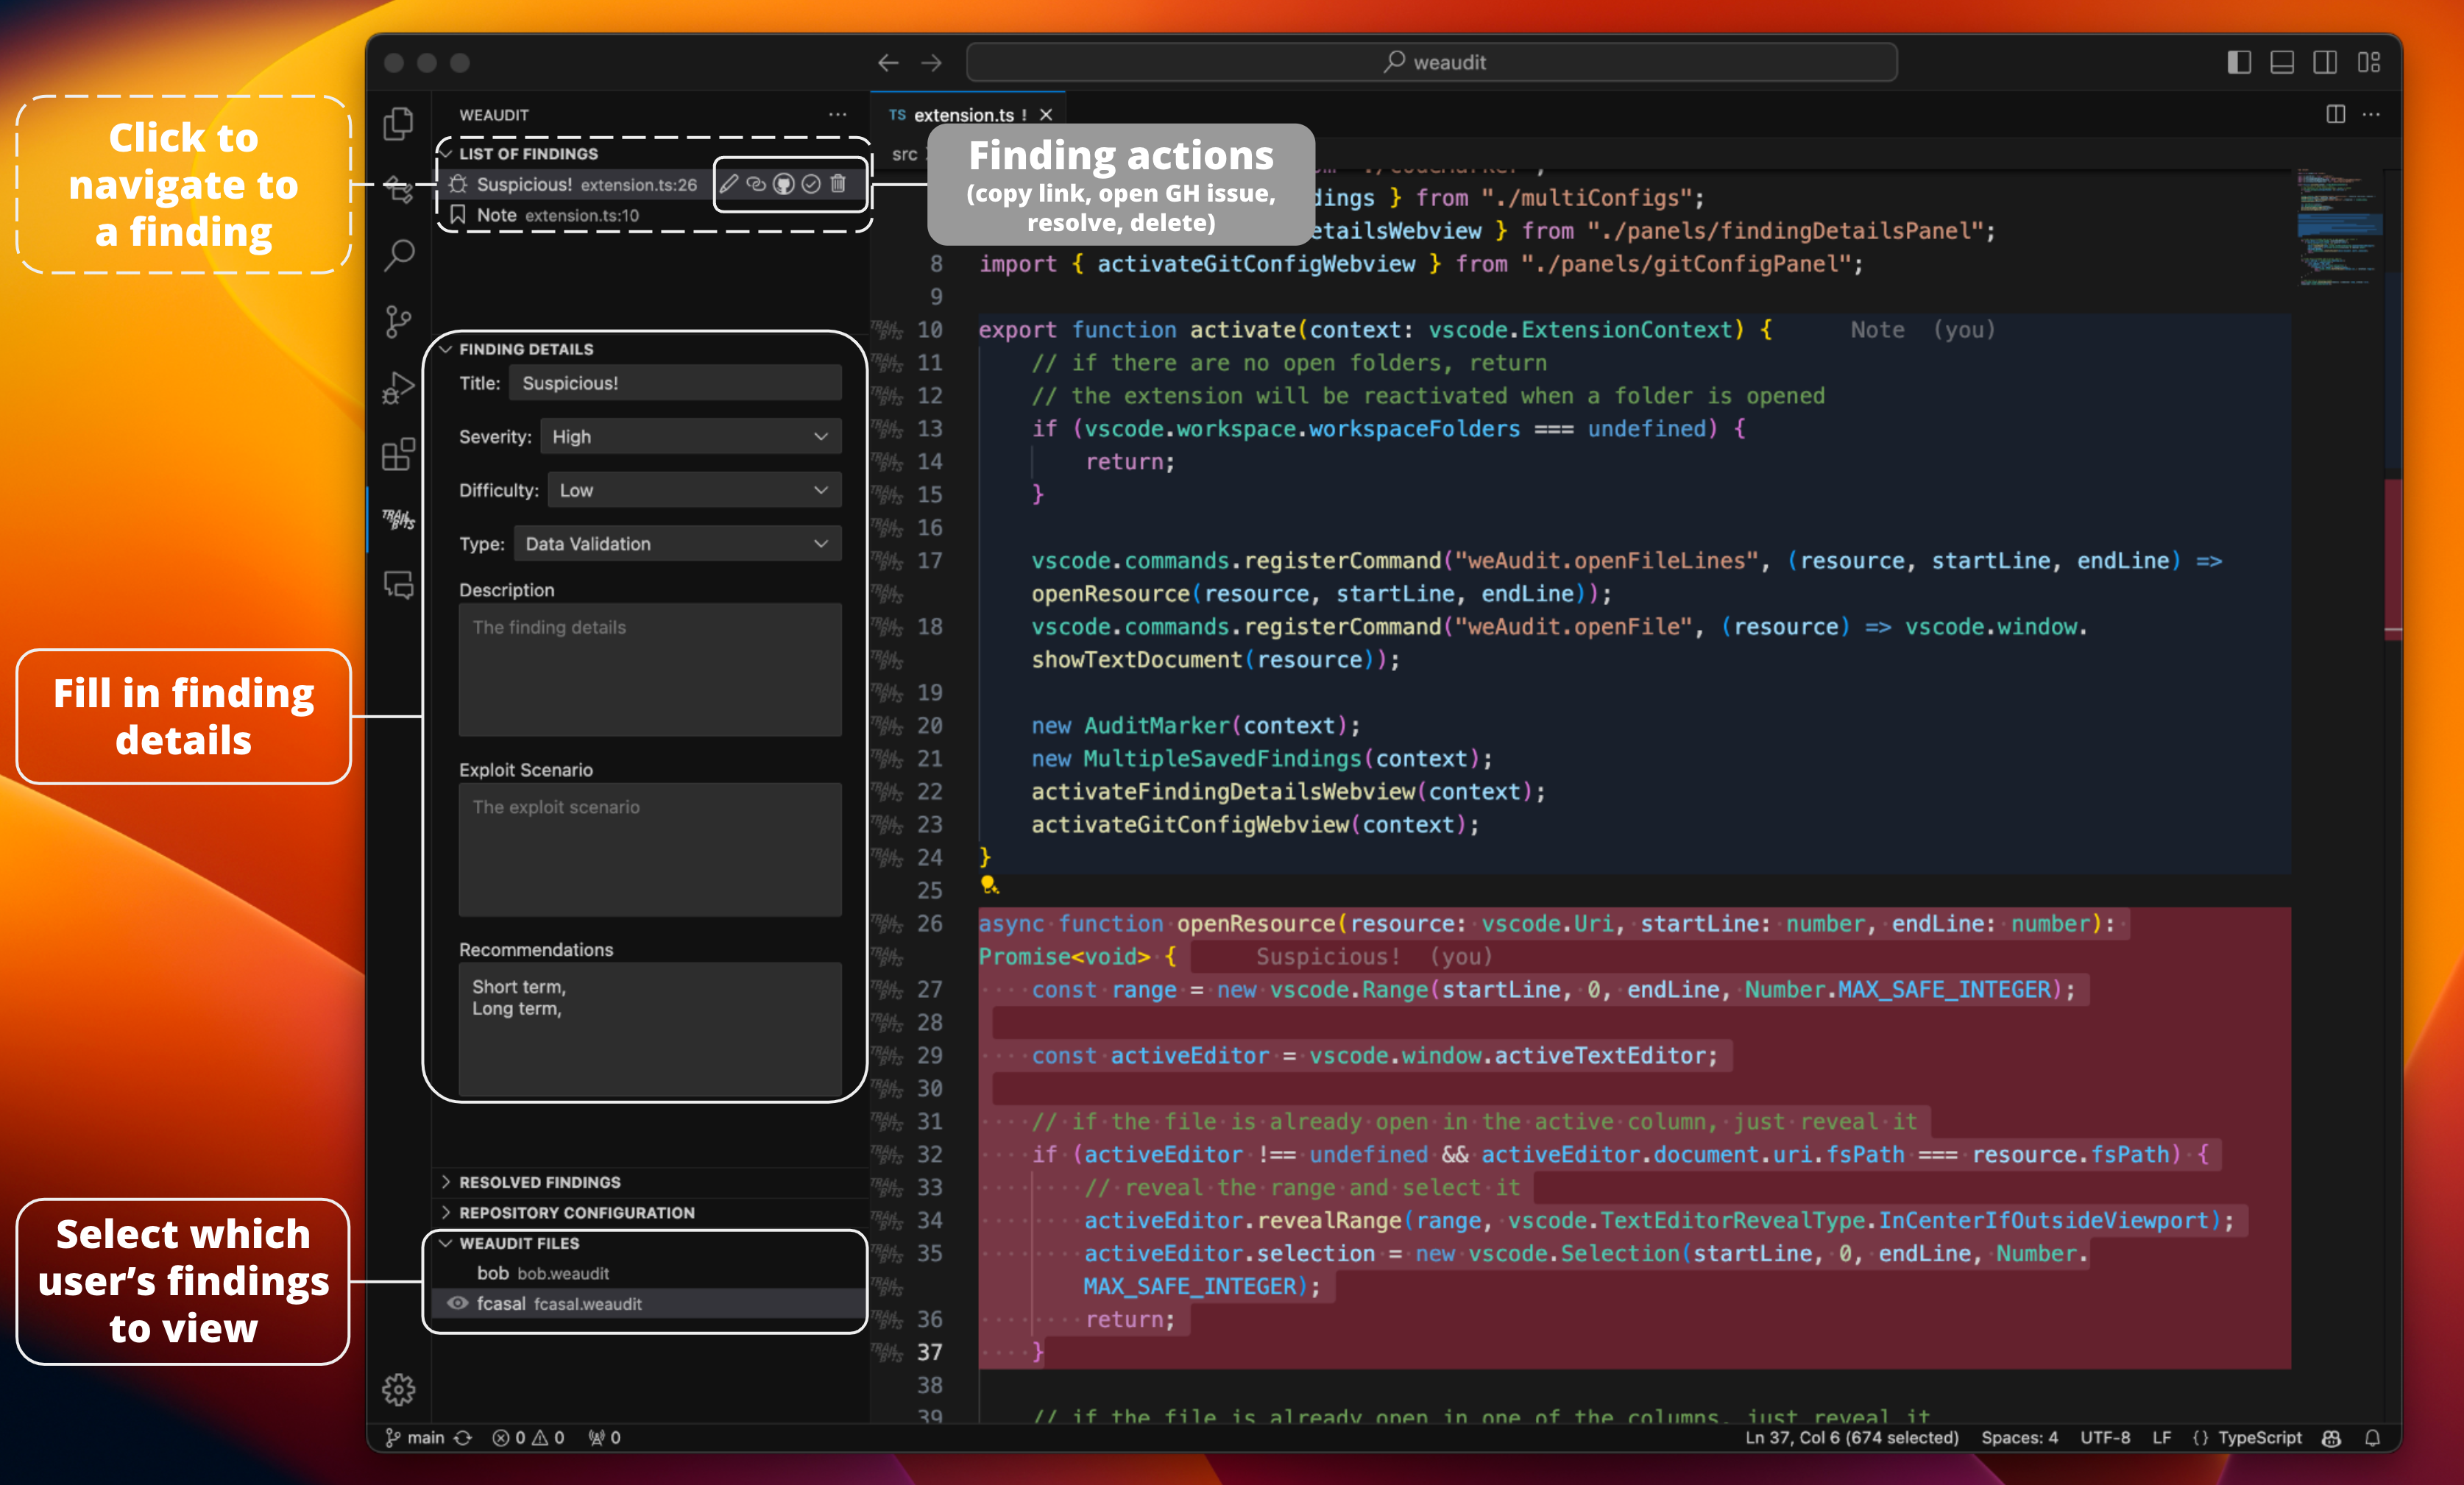 weaudit
Click to
navigate to
a finding
Fill in finding
details
Select which
user's findings
to view
WEAUDIT
LIST OF FINDINGS
Suspicious! extension.ts:26
Note extension.ts:10
FINDING DETAILS
Title: Suspicious!
Severity: High
Difficulty: Low
Type: Data Validation
Description
The finding details
Exploit Scenario
The exploit scenario
Recommendations
Short term,
Long term,
RESOLVED FINDINGS
REPOSITORY CONFIGURATION
WEAUDIT FILES
bob bob.weaudit
fcasal fcasal.weaudit
TRAIL
BITS
TS extension.ts !
src
Finding actions
(copy link, open GH issue,
resolve, delete)
dings } from "./multiConfigs";
etailsWebview } from "./panels/findingDetailsPanel";
8 import { activateGitConfigWebview } from "./panels/gitConfigPanel";
9
10 export function activate(context: vscode.ExtensionContext) { Note (you)
11 // if there are no open folders, return
12 // the extension will be reactivated when a folder is opened
13 if (vscode.workspace.workspaceFolders === undefined) {
14 return;
15 }
16
17 vscode.commands.registerCommand("weAudit.openFileLines", (resource, startLine, endLine) =>
openResource(resource, startLine, endLine));
18 vscode.commands.registerCommand("weAudit.openFile", (resource) => vscode.window.
showTextDocument(resource));
19
20 new AuditMarker(context);
21 new MultipleSavedFindings(context);
22 activateFindingDetailsWebview(context);
23 activateGitConfigWebview(context);
24 }
25
26 async function openResource(resource: vscode.Uri, startLine: number, endLine: number):
Promise<void> { Suspicious! (you)
27 const range = new vscode.Range(startLine, 0, endLine, Number.MAX_SAFE_INTEGER);
28
29 const activeEditor = vscode.window.activeTextEditor;
30
31 // if the file is already open in the active column, just reveal it
32 if (activeEditor !== undefined && activeEditor.document.uri.fsPath === resource.fsPath) {
33 // reveal the range and select it
34 activeEditor.revealRange(range, vscode.TextEditorRevealType.InCenterIfOutsideViewport);
35 activeEditor.selection = new vscode.Selection(startLine, 0, endLine, Number.
MAX_SAFE_INTEGER);
36 return;
37 }
38
39 // if the file is already open in one of the columns, just reveal it
main 0 0 0
Ln 37, Col 6 (674 selected) Spaces: 4 UTF-8 LF {} TypeScript